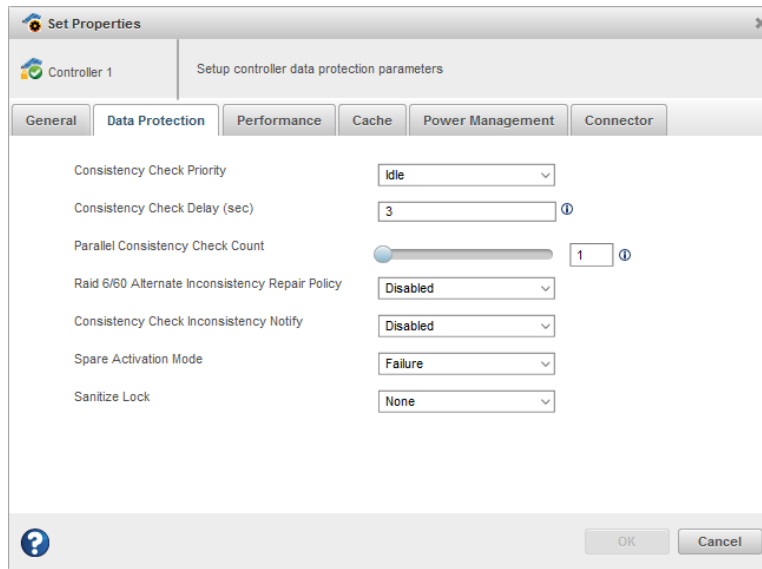 Set Properties
Controller 1
Setup controller data protection parameters
General Data Protection Performance Cache Power Management Connector
Consistency Check Priority Idle
Consistency Check Delay (sec) 3
Parallel Consistency Check Count 1
Raid 6/60 Alternate Inconsistency Repair Policy Disabled
Consistency Check Inconsistency Notify Disabled
Spare Activation Mode Failure
Sanitize Lock None
OK Cancel